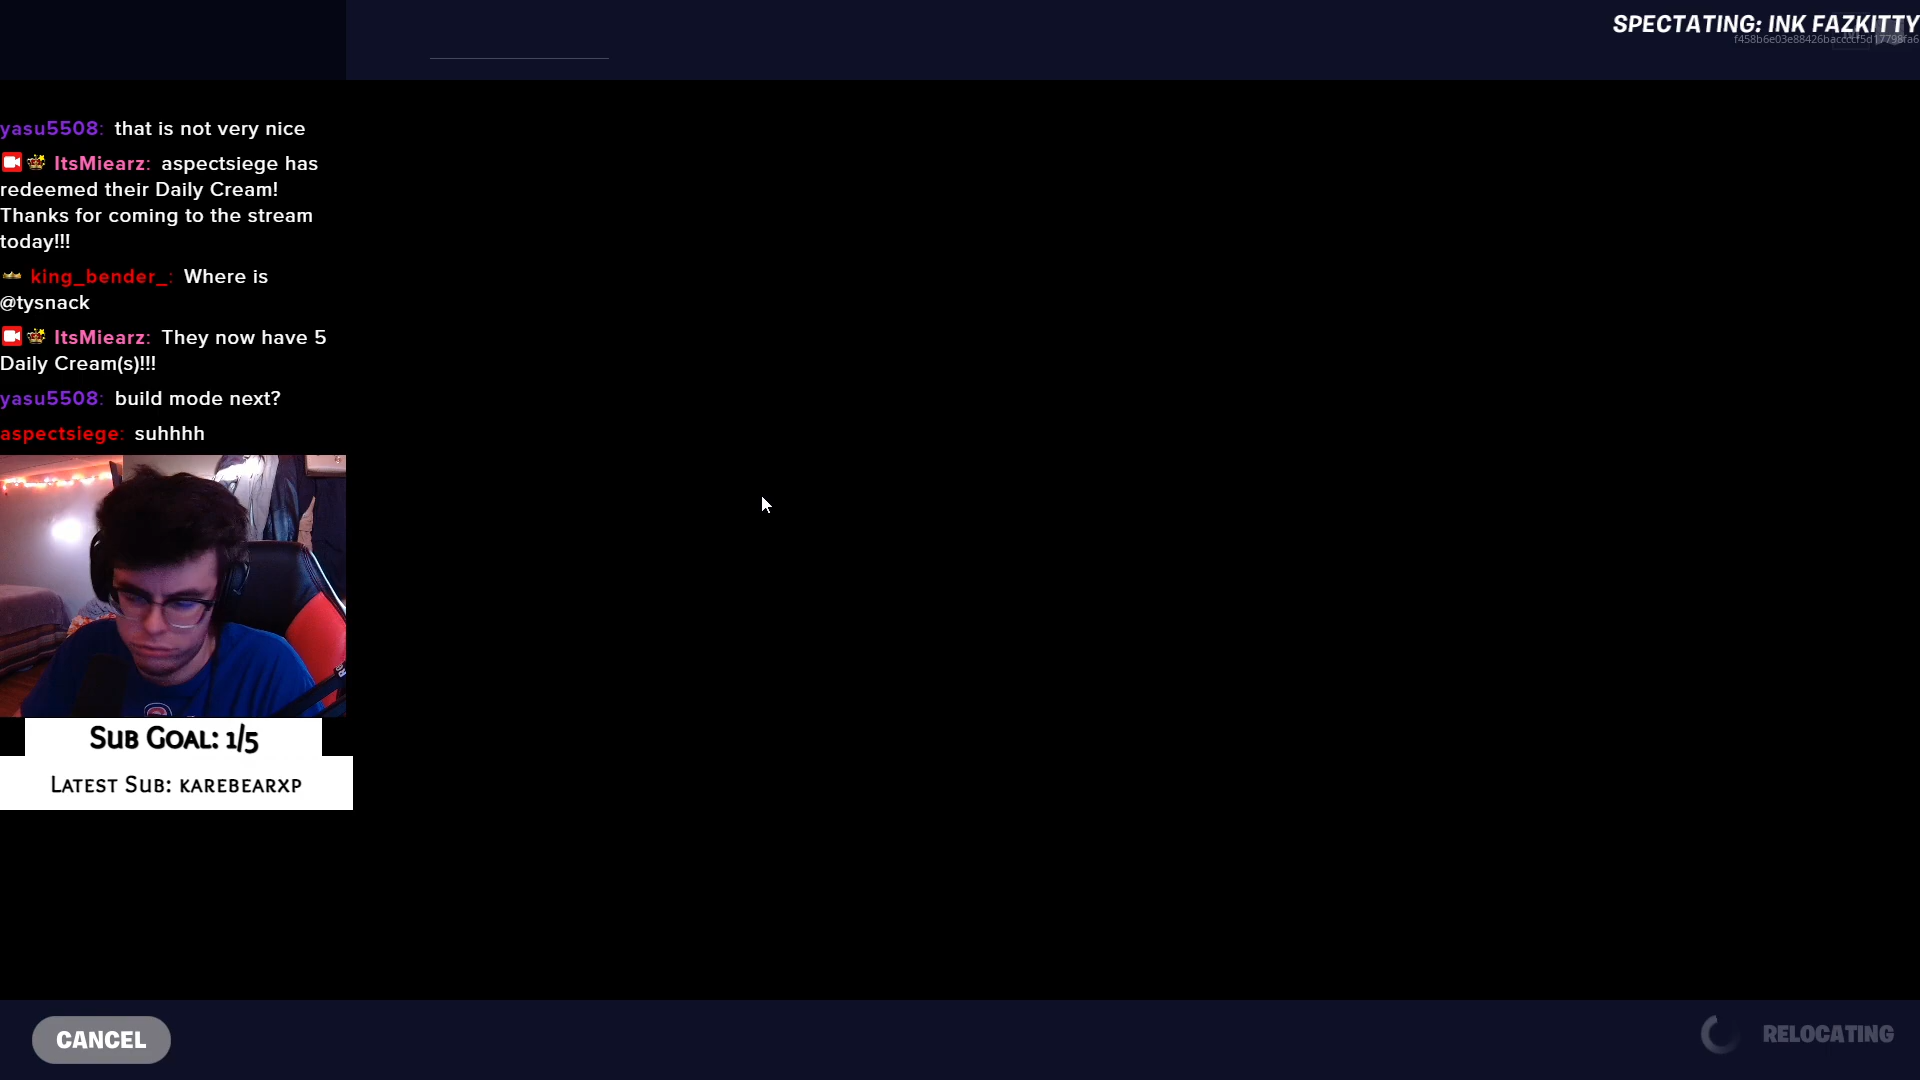 SPECTATING: INK FAZKITTY
yasu5508: that is not very nice
ItsMiearz: aspectsiege has
redeemed their Daily Cream!
Thanks for coming to the stream
today!!!
king_bender_: Where is
@tysnack
ItsMiearz: They now have 5
Daily Cream(s)!!!
yasu5508: build mode next?
aspectsiege: suhhhh
Sub Goal: 1/5
Latest Sub: karebearxp
CANCEL
RELOCATING